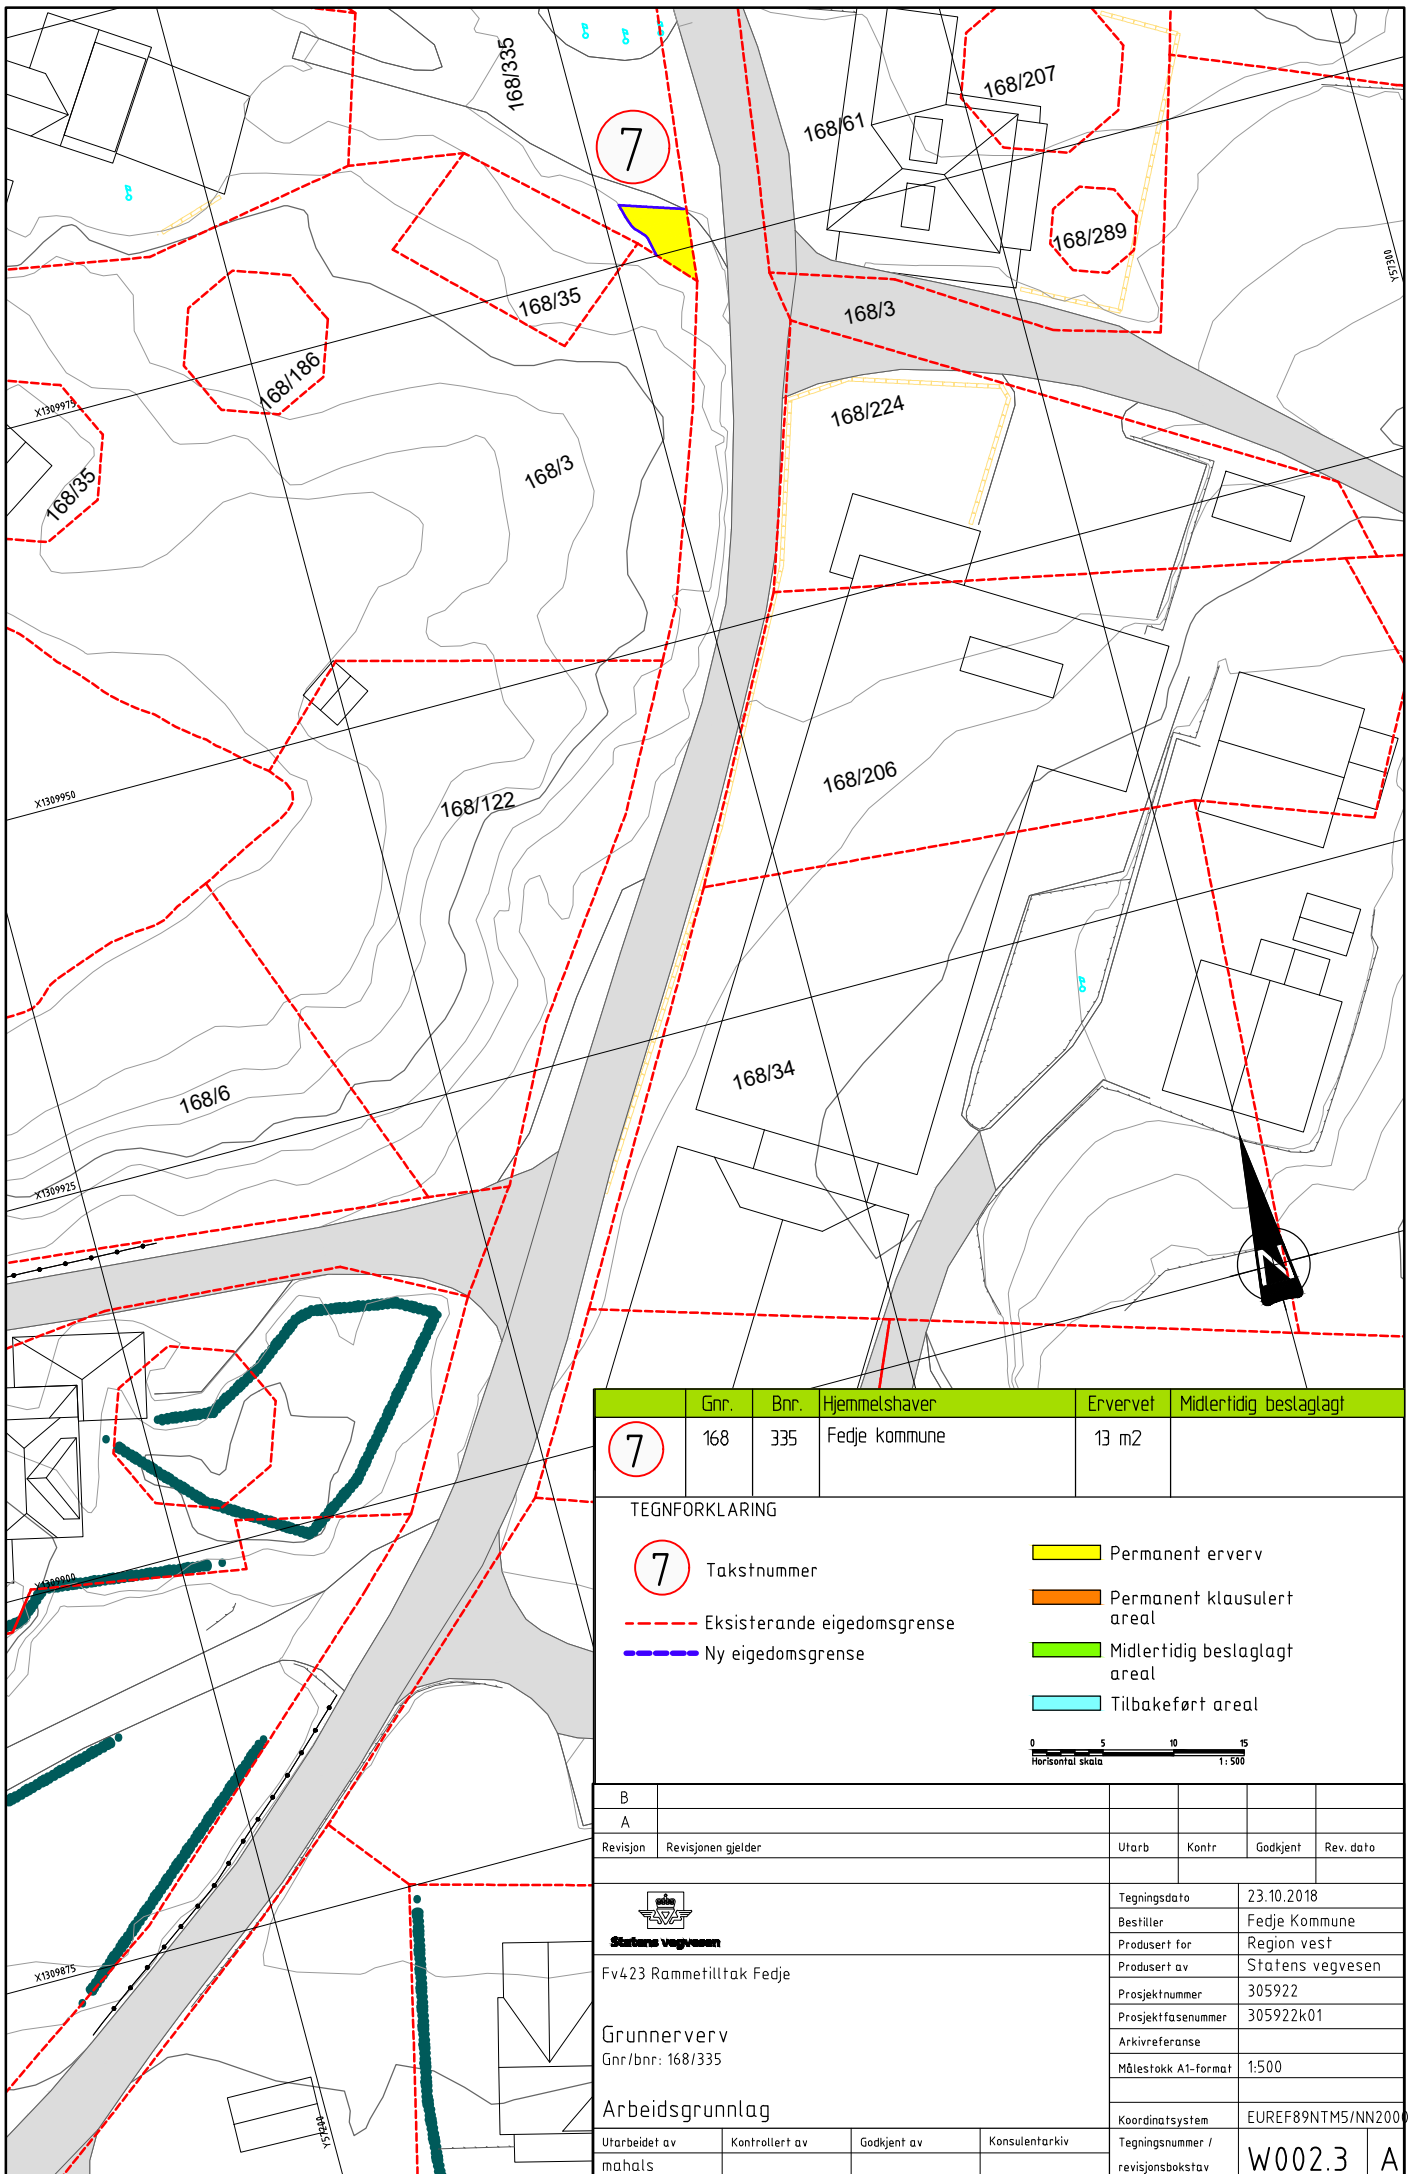 168/335
7
168/61
168/207
168/289
Y57300
168/35
168/3
168/186
X1309975
168/224
168/35
168/3
X1309950
168/122
168/206
168/6
168/34
X1309925
N
Gnr. Bnr. Hjemmelshaver Ervervet Midlertidig beslaglagt
7 168 335 Fedje kommune 13 m2
TEGNFORKLARING
7 Takstnummer
Eksisterande eigedomsgrense
Ny eigedomsgrense
Permanent erverv
Permanent klausulert
areal
Midlertidig beslaglagt
areal
Tilbakeført areal
0 5 10 15
Horisontal skala 1:500
X1309900
X1309875
Y57200
B
A
Revisjon Revisjonen gjelder Utarb Kontr Godkjent Rev. dato
Statens vegvesen
Fv423 Rammetilltak Fedje
Grunnerverv
Gnr/bnr: 168/335
Arbeidsgrunnlag
Tegningsdato 23.10.2018
Bestiller Fedje Kommune
Produsert for Region vest
Produsert av Statens vegvesen
Prosjektnummer 305922
Prosjektfasenummer 305922k01
Arkivreferanse
Målestokk A1-format 1:500
Koordinatsystem EUREF89NTM5/NN2000
Utarbeidet av Kontrollert av Godkjent av Konsulentarkiv
mahals
Tegningsnummer /
revisjonsbokstav W002.3 A